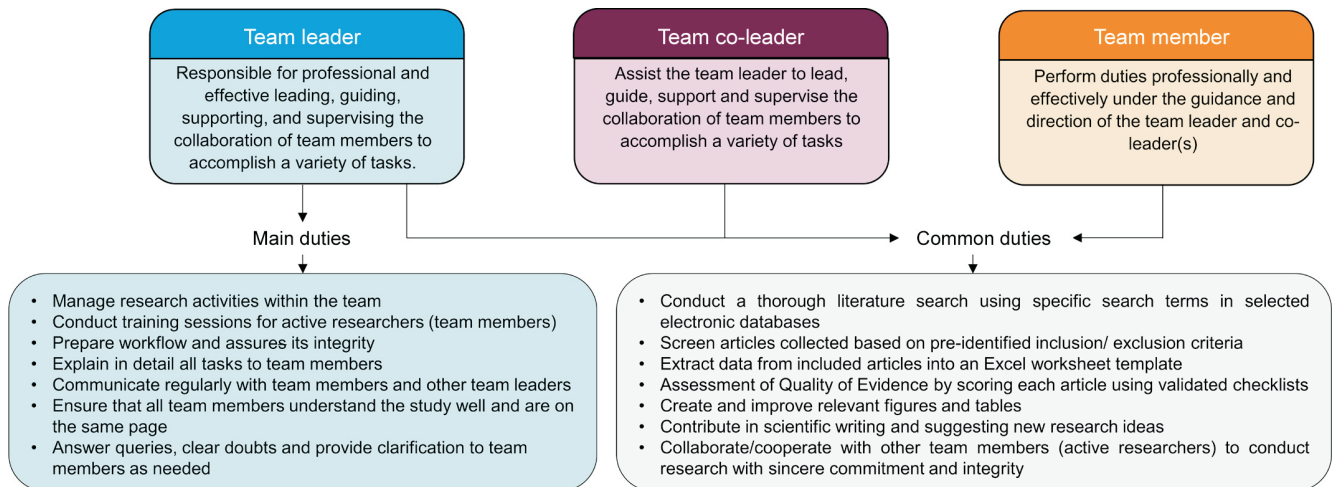 Team leader
Responsible for professional and
effective leading, guiding,
supporting, and supervising the
collaboration of team members to
accomplish a variety of tasks.
Team co-leader
Assist the team leader to lead,
guide, support and supervise the
collaboration of team members to
accomplish a variety of tasks
Team member
Perform duties professionally and
effectively under the guidance and
direction of the team leader and co-
leader(s)
Main duties
Common duties
• Manage research activities within the team
• Conduct training sessions for active researchers (team members)
• Prepare workflow and assures its integrity
• Explain in detail all tasks to team members
• Communicate regularly with team members and other team leaders
• Ensure that all team members understand the study well and are on
the same page
• Answer queries, clear doubts and provide clarification to team
members as needed
• Conduct a thorough literature search using specific search terms in selected
electronic databases
• Screen articles collected based on pre-identified inclusion/ exclusion criteria
• Extract data from included articles into an Excel worksheet template
• Assessment of Quality of Evidence by scoring each article using validated checklists
• Create and improve relevant figures and tables
• Contribute in scientific writing and suggesting new research ideas
• Collaborate/cooperate with other team members (active researchers) to conduct
research with sincere commitment and integrity